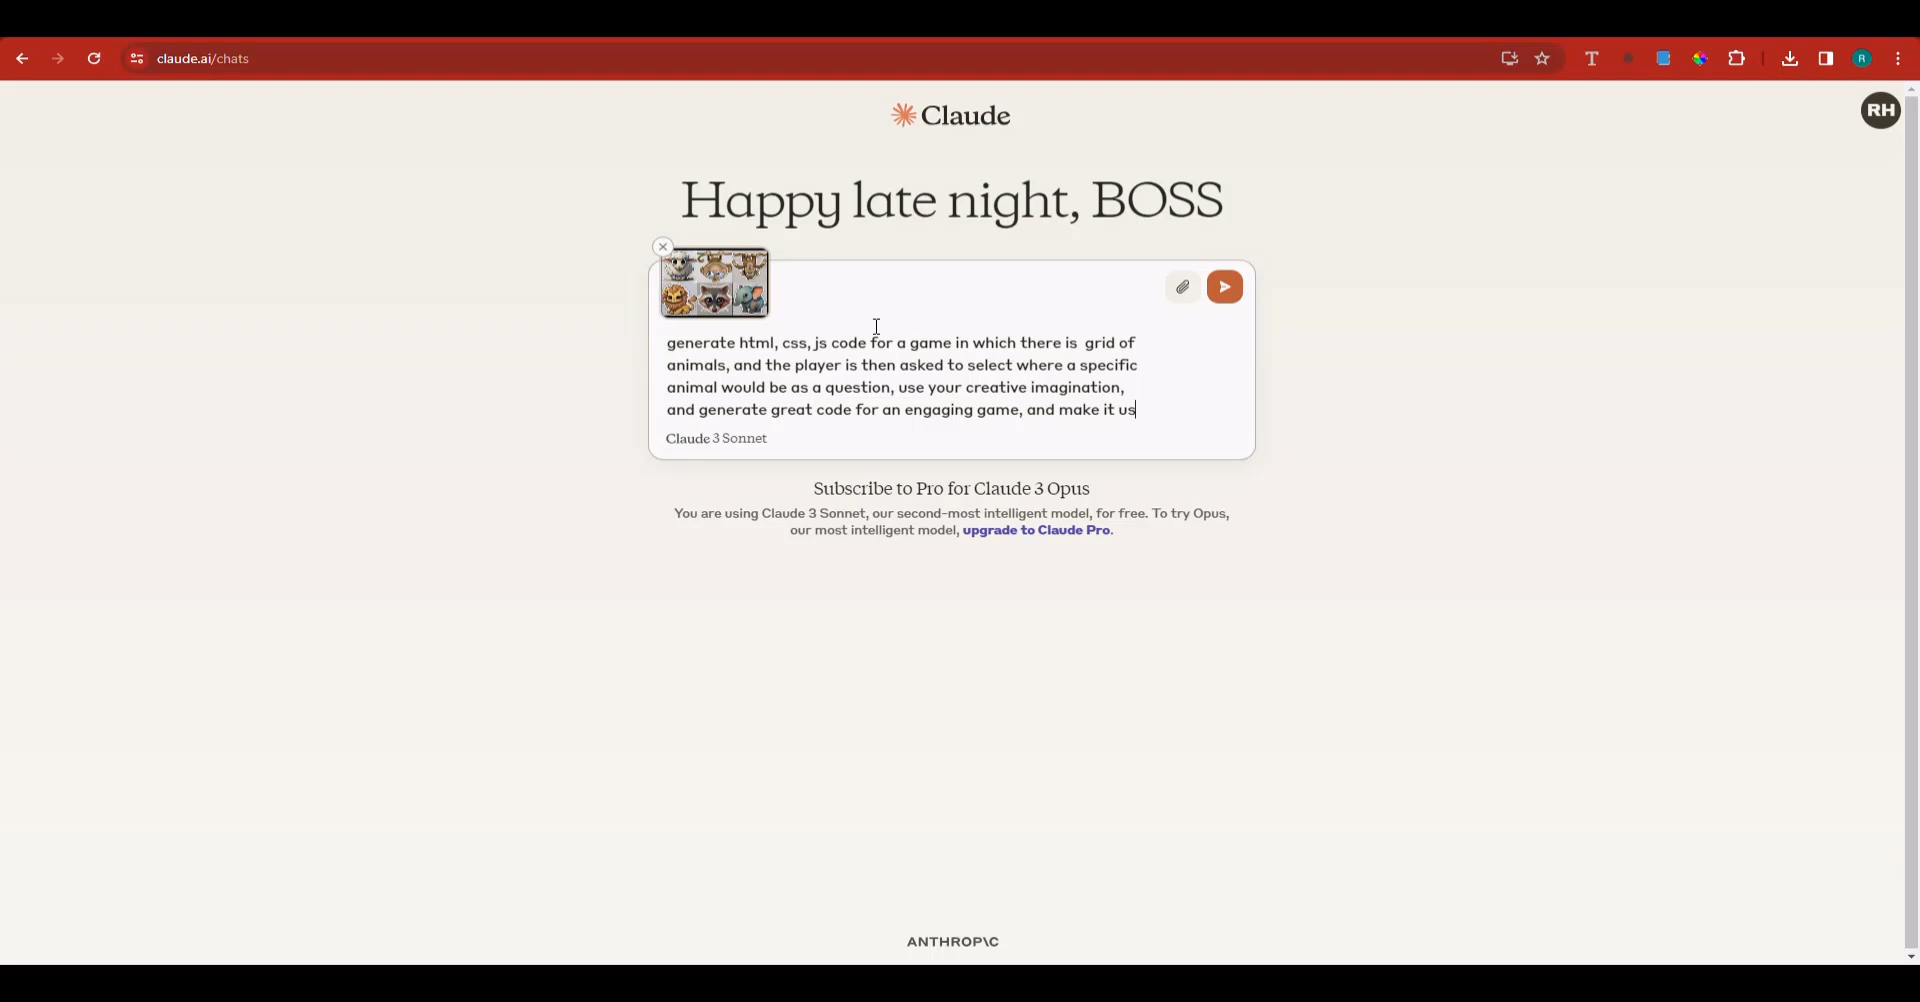 claude.ai/chats
T
R
Claude
RH
Happy late night, BOSS
generate html, css, js code for a game in which there is  grid of
animals, and the player is then asked to select where a specific
animal would be as a question, use your creative imagination,
and generate great code for an engaging game, and make it us
Claude 3 Sonnet
Subscribe to Pro for Claude 3 Opus
You are using Claude 3 Sonnet, our second-most intelligent model, for free. To try Opus,
our most intelligent model, upgrade to Claude Pro.
ANTHROP\C